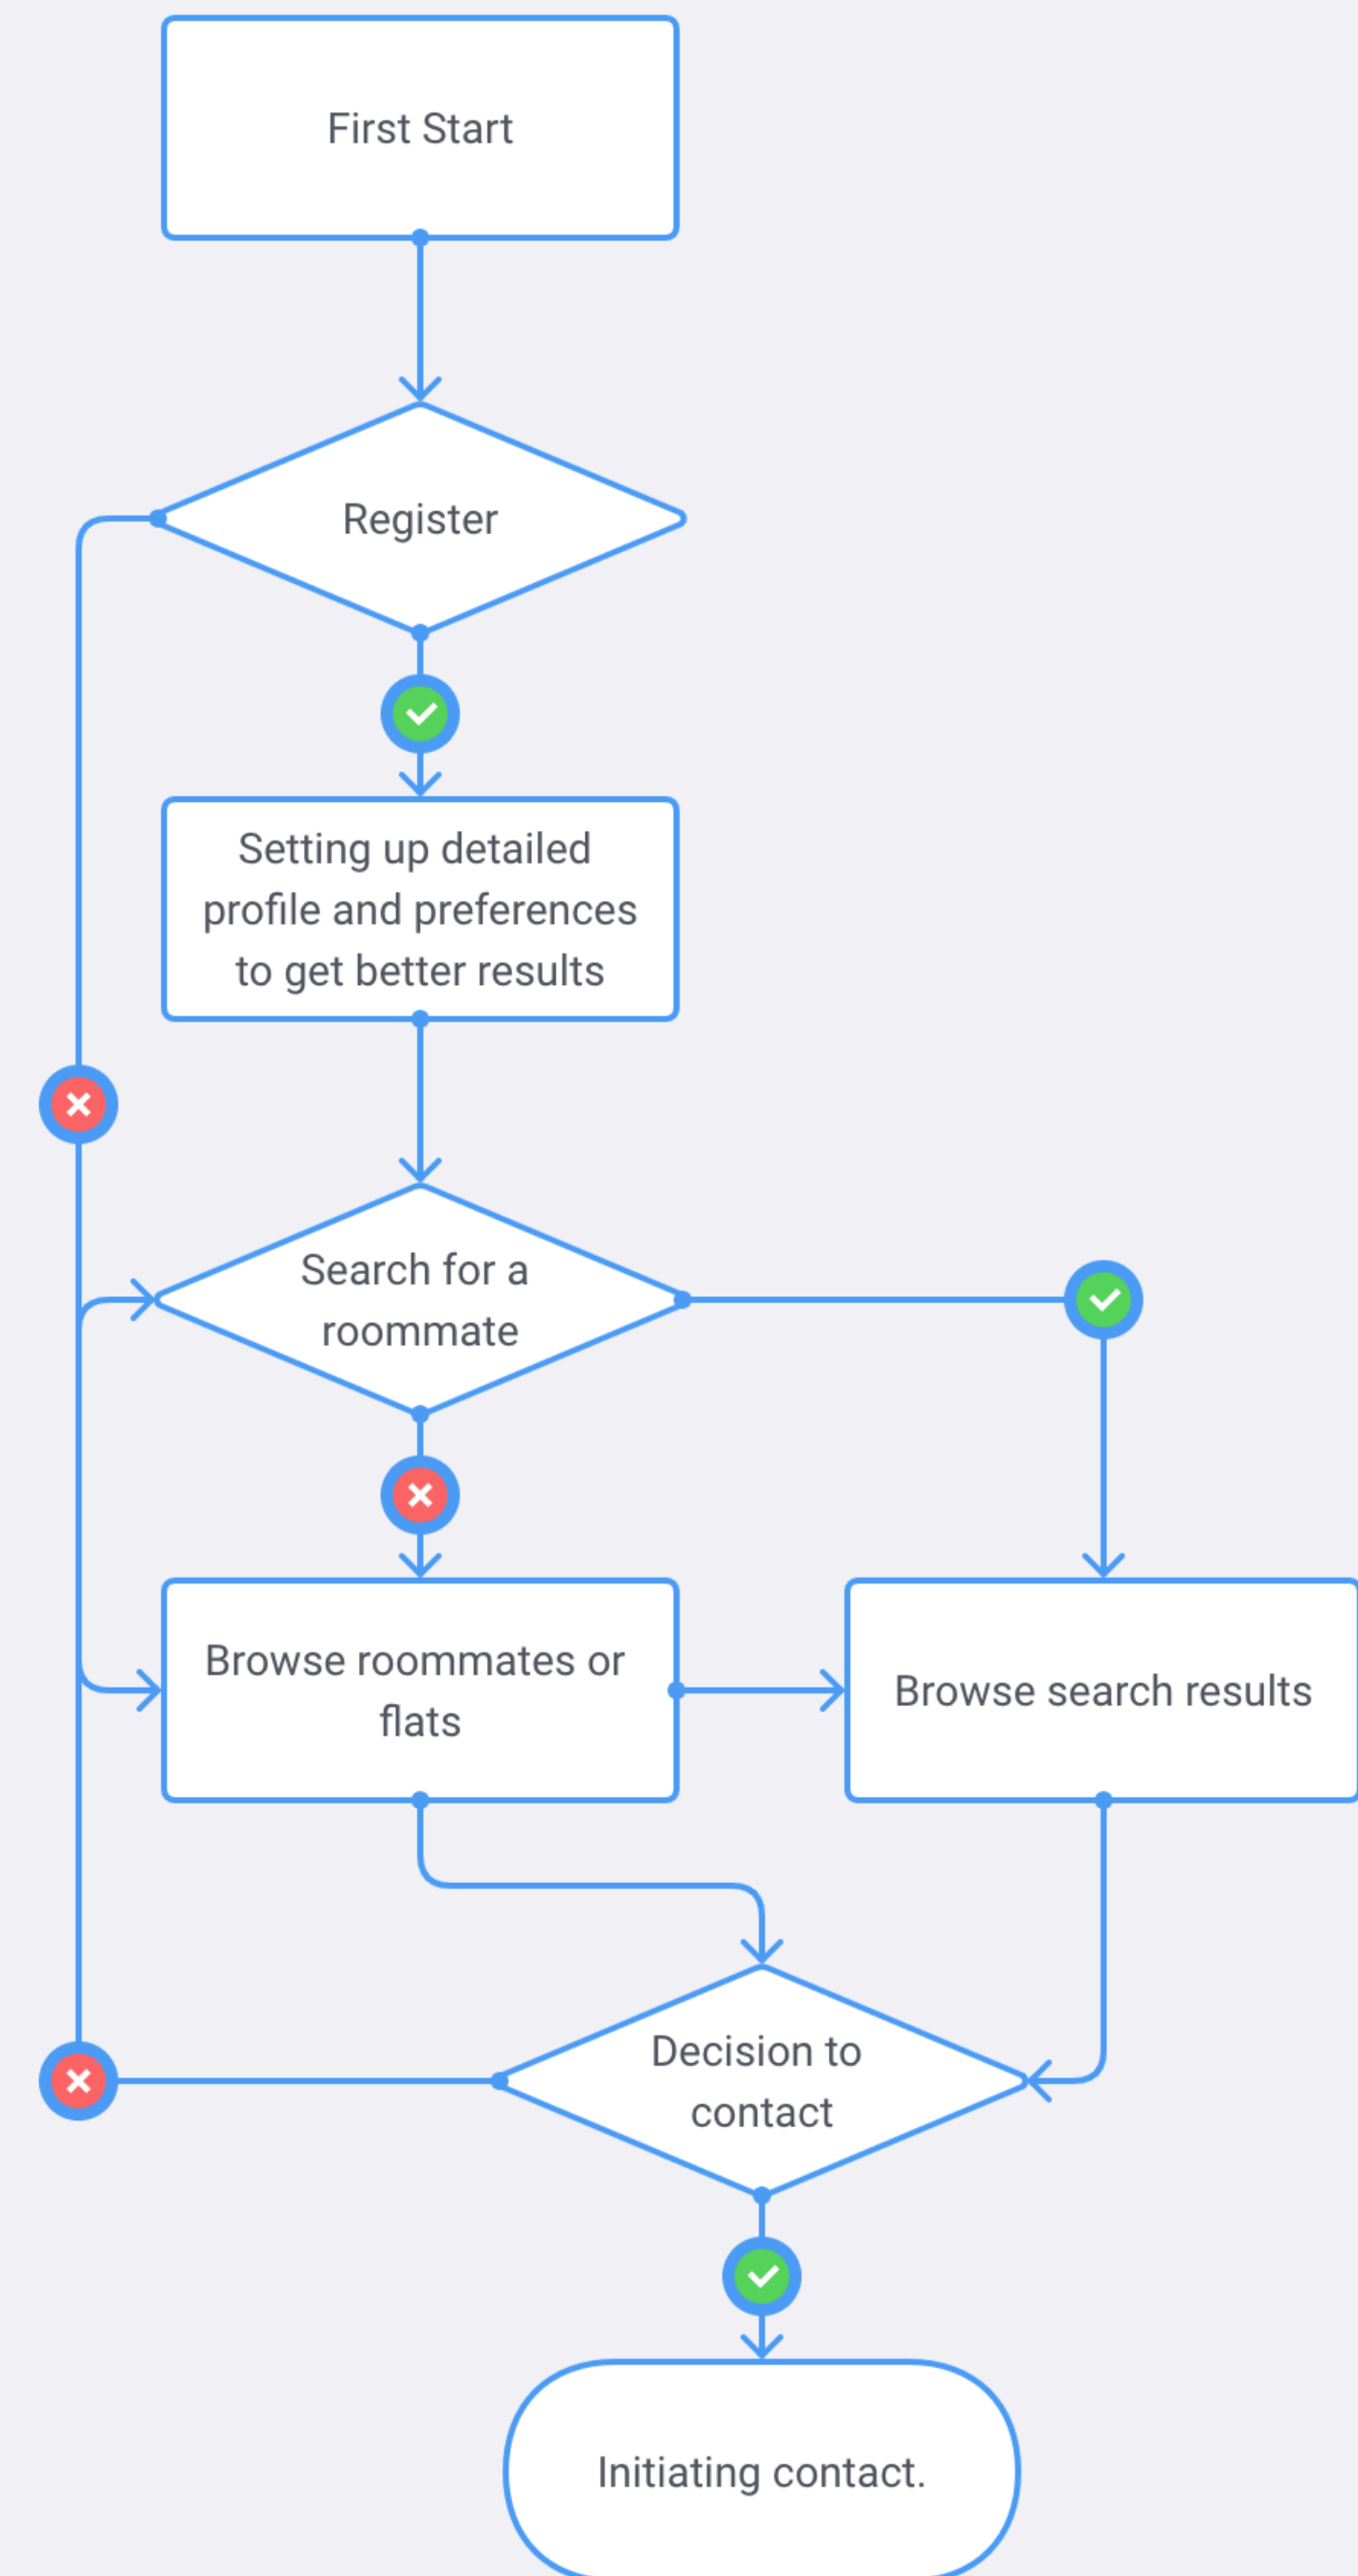 First Start
Register
Setting up detailed
profile and preferences
to get better results
Search for a
roommate
Browse roommates or
flats
Browse search results
Decision to
contact
Initiating contact.